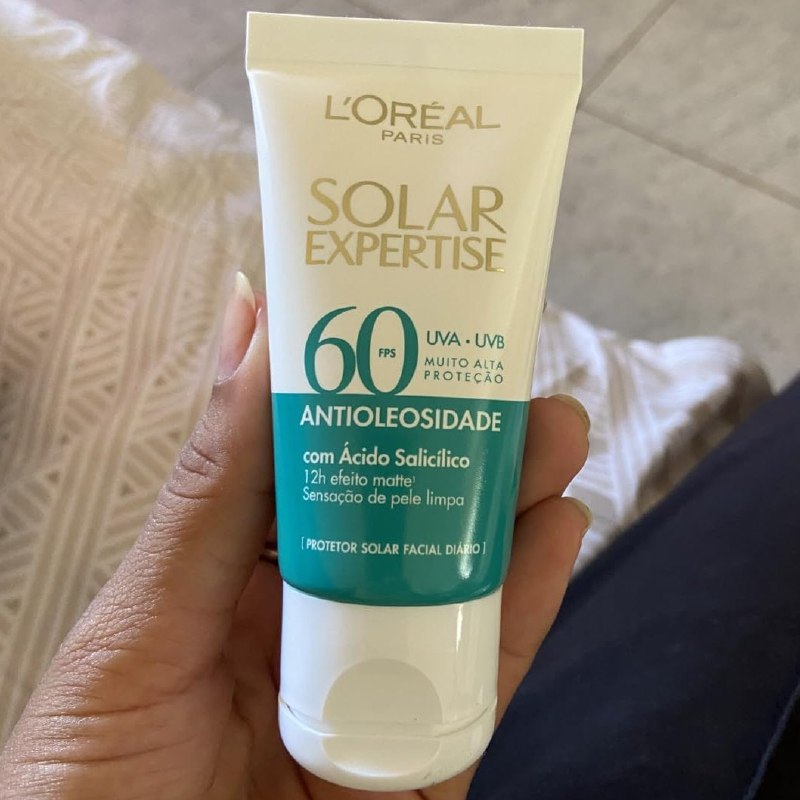 L'ORÉAL
PARIS
SOLAR
EXPERTISE
60 FPS
UVA • UVB
MUITO ALTA
PROTEÇÃO
ANTIOLEOSIDADE
com Ácido Salicílico
12h efeito matte¹
Sensação de pele limpa
[ PROTETOR SOLAR FACIAL DIÁRIO ]